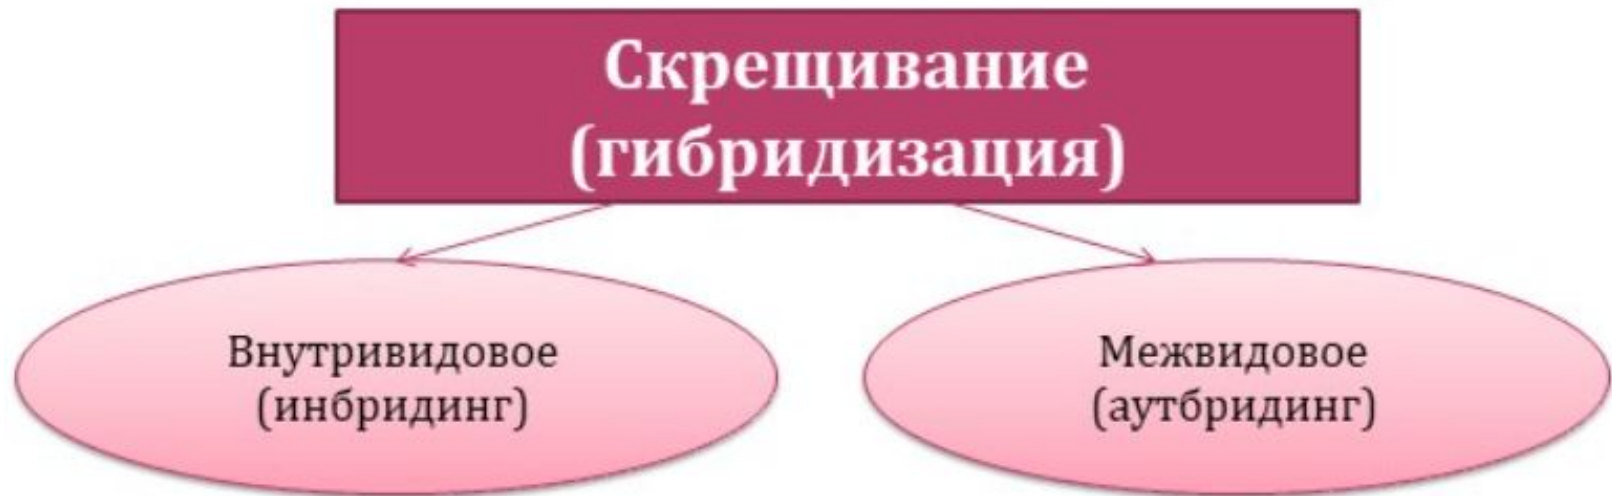 Скрещивание
(гибридизация)
Внутривидовое
(инбридинг)
Межвидовое
(аутбридинг)